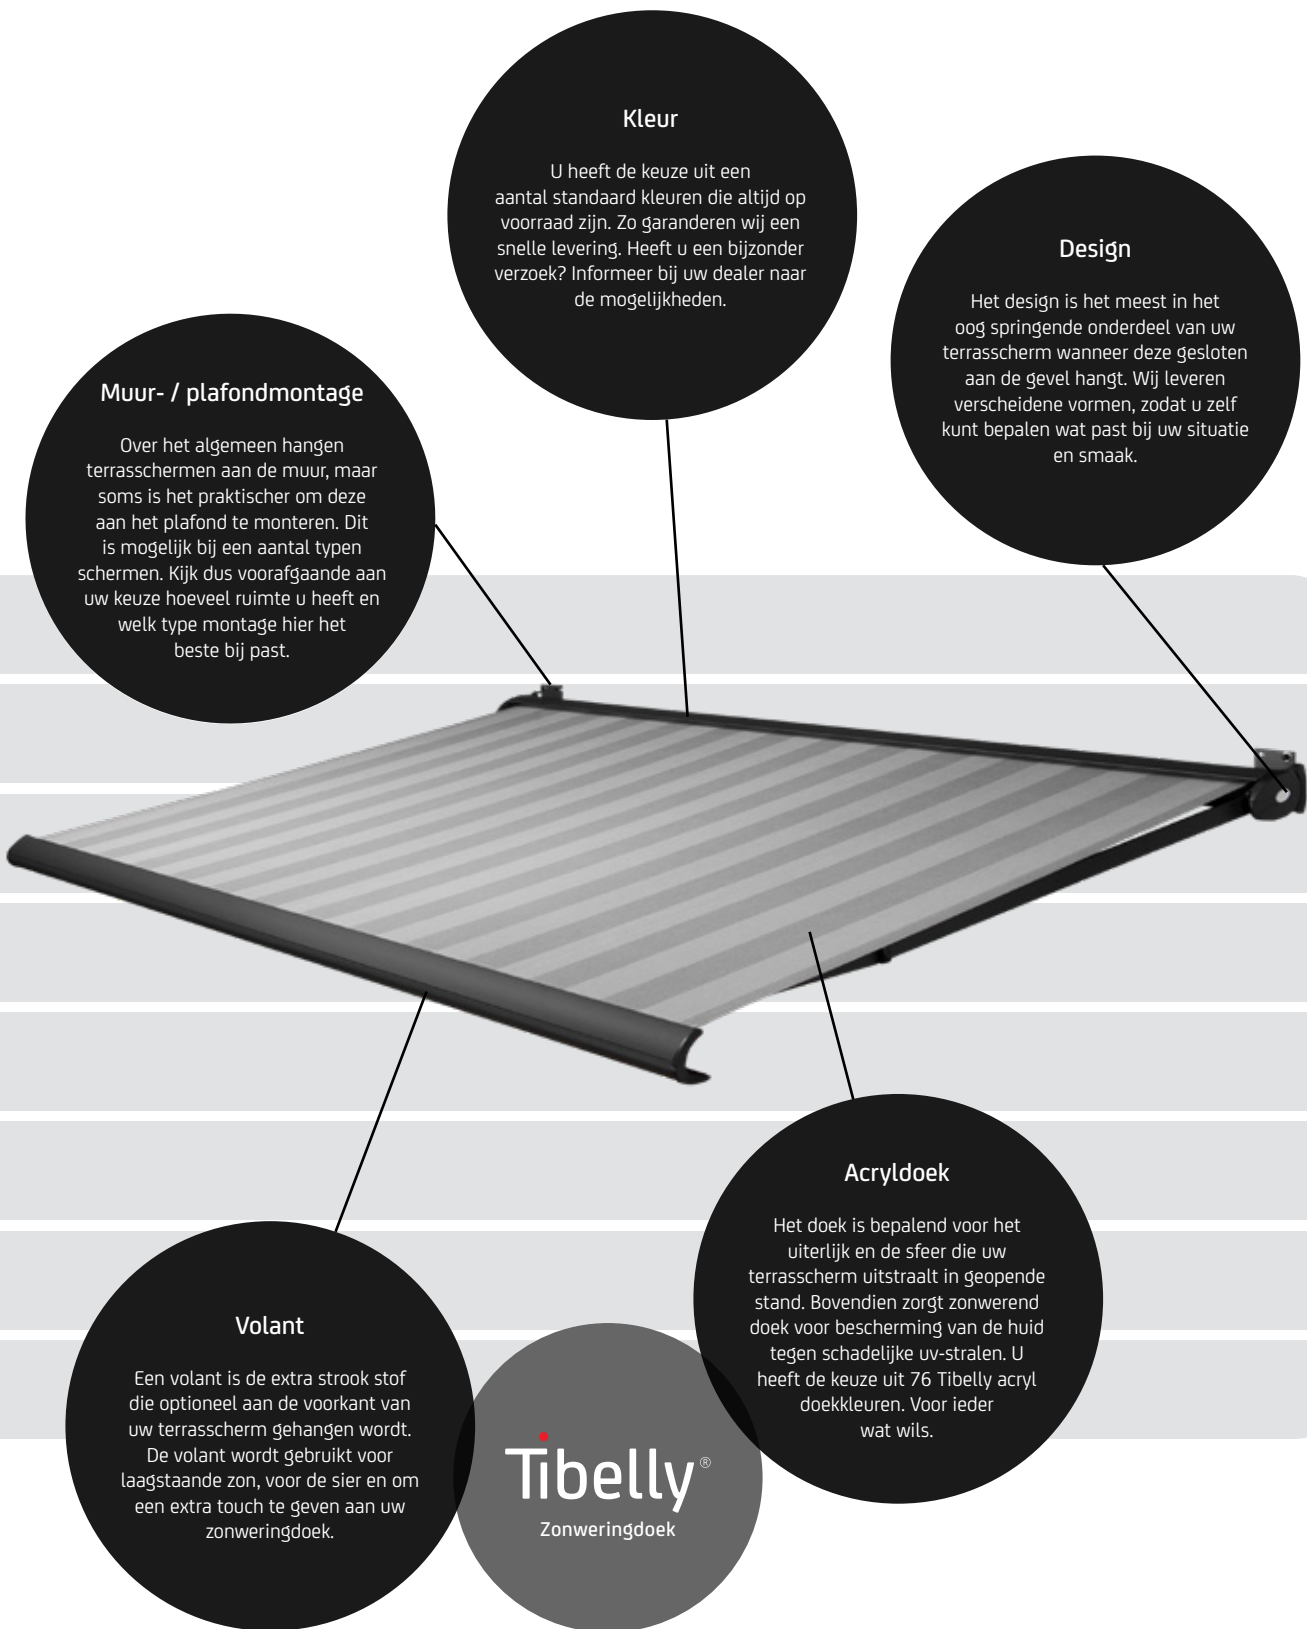 Kleur
U heeft de keuze uit een
aantal standaard kleuren die altijd op
voorraad zijn. Zo garanderen wij een
snelle levering. Heeft u een bijzonder
verzoek? Informeer bij uw dealer naar
de mogelijkheden.
Design
Het design is het meest in het
oog springende onderdeel van uw
terrasscherm wanneer deze gesloten
aan de gevel hangt. Wij leveren
verscheidene vormen, zodat u zelf
kunt bepalen wat past bij uw situatie
en smaak.
Muur- / plafondmontage
Over het algemeen hangen
terrasschermen aan de muur, maar
soms is het praktischer om deze
aan het plafond te monteren. Dit
is mogelijk bij een aantal typen
schermen. Kijk dus voorafgaande aan
uw keuze hoeveel ruimte u heeft en
welk type montage hier het
beste bij past.
Acryldoek
Het doek is bepalend voor het
uiterlijk en de sfeer die uw
terrasscherm uitstraalt in geopende
stand. Bovendien zorgt zonwerend
doek voor bescherming van de huid
tegen schadelijke uv-stralen. U
heeft de keuze uit 76 Tibelly acryl
doekkleuren. Voor ieder
wat wils.
Volant
Een volant is de extra strook stof
die optioneel aan de voorkant van
uw terrasscherm gehangen wordt.
De volant wordt gebruikt voor
laagstaande zon, voor de sier en om
een extra touch te geven aan uw
zonweringdoek.
Tibelly®
Zonweringdoek